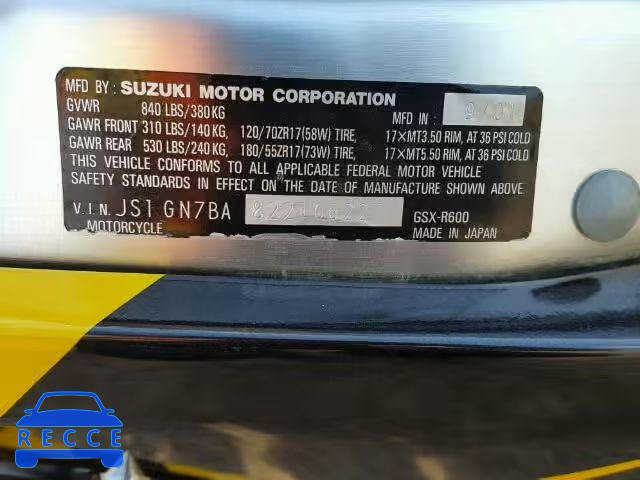 MFD BY: SUZUKI MOTOR CORPORATION
GVWR 840 LBS/380KG MFD IN 9/01
GAWR FRONT 310 LBS/140 KG, 120/70ZR17(58W) TIRE, 17×MT3.50 RIM, AT 36 PSI COLD
GAWR REAR 530 LBS/240 KG, 180/55ZR17(73W) TIRE, 17×MT5.50 RIM, AT 36 PSI COLD
THIS VEHICLE CONFORMS TO ALL APPLICABLE FEDERAL MOTOR VEHICLE
SAFETY STANDARDS IN EFFECT ON THE DATE OF MANUFACTURE SHOWN ABOVE.
V.I.N. JS1GN7BA GSX-R600
MOTORCYCLE MADE IN JAPAN
RECCE